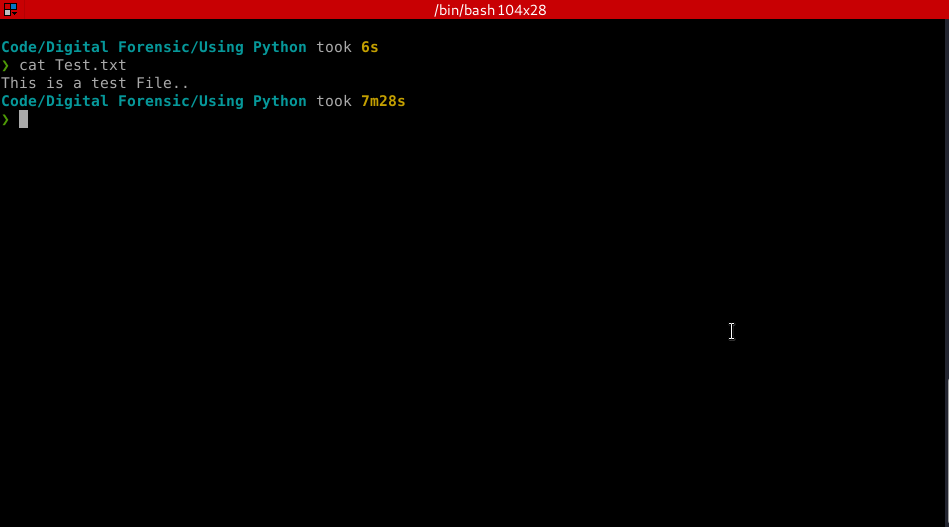 /bin/bash 104x28
Code/Digital Forensic/Using Python took 6s
❯ cat Test.txt
This is a test File..
Code/Digital Forensic/Using Python took 7m28s
❯